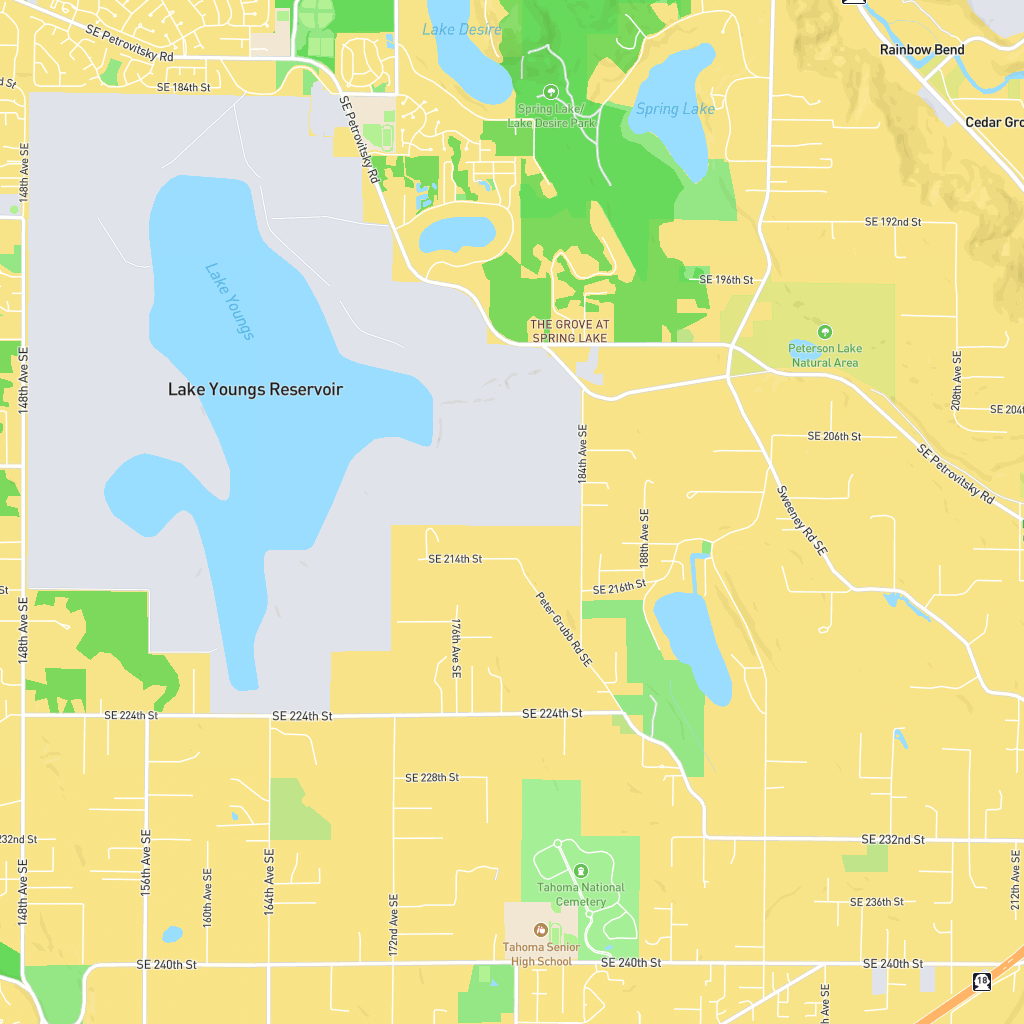 Lake Desire
SE Petrovitsky Rd
Rainbow Bend
SE 184th St
Spring Lake/
Lake Desire Park
Spring Lake
SE Petrovitsky Rd
148th Ave SE
SE 192nd St
Lake Youngs
SE 196th St
THE GROVE AT
SPRING LAKE
Peterson Lake
Natural Area
148th Ave SE
Lake Youngs Reservoir
208th Ave SE
184th Ave SE
SE 206th St
SE Petrovitsky Rd
188th Ave SE
Sweeney Rd SE
SE 214th St
SE 216th St
148th Ave SE
Peter Grubb Rd SE
176th Ave SE
SE 224th St
SE 224th St
SE 224th St
SE 228th St
232nd St
SE 232nd St
156th Ave SE
148th Ave SE
164th Ave SE
160th Ave SE
172nd Ave SE
212th Ave SE
Tahoma National
Cemetery
SE 236th St
Tahoma Senior
High School
SE 240th St
SE 240th St
SE 240th St
18